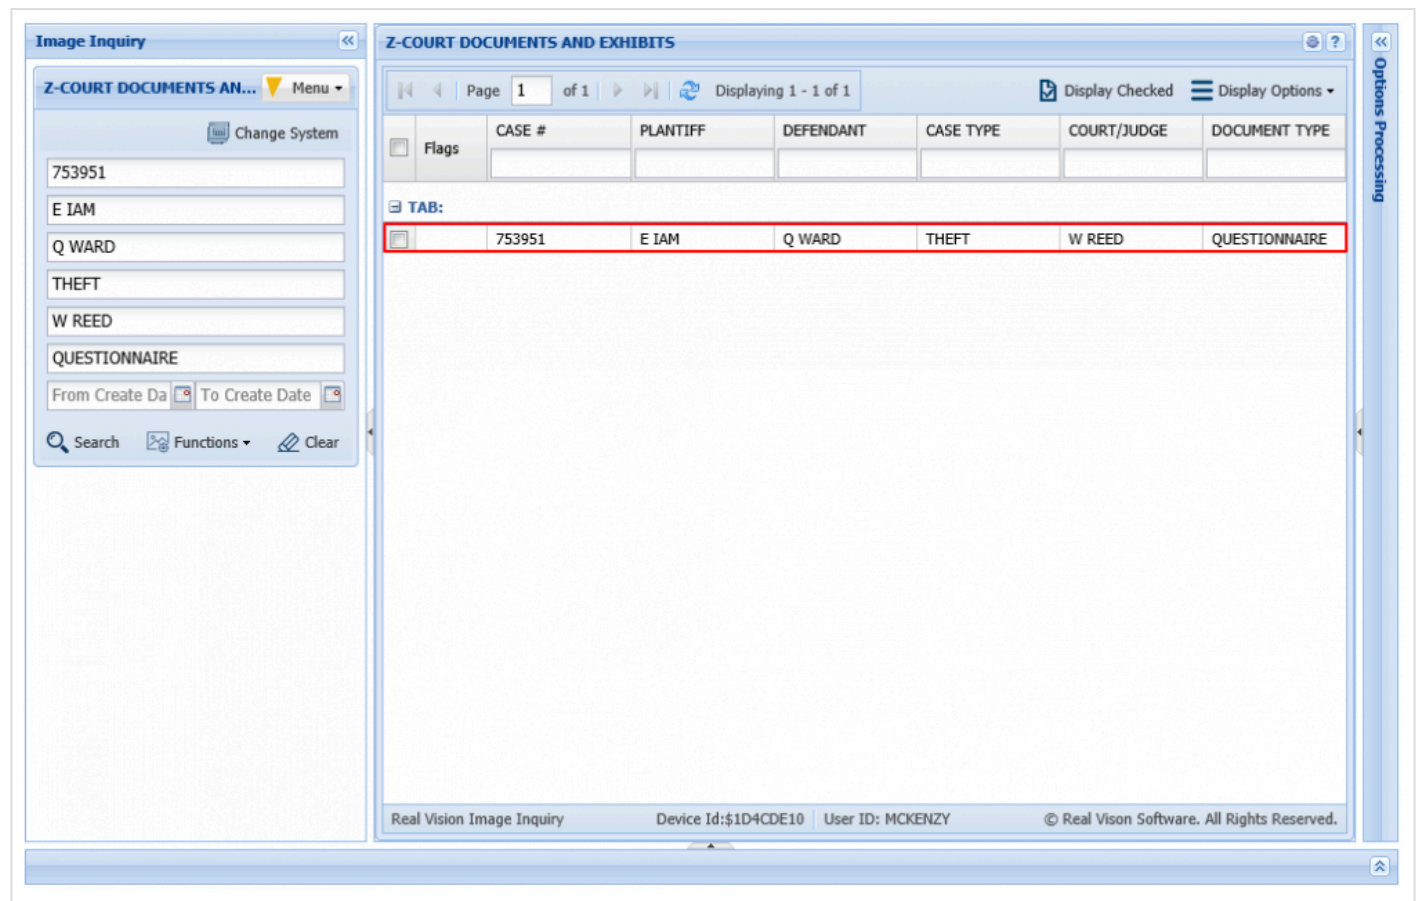 Image Inquiry
Z-COURT DOCUMENTS AN... Menu
Change System
753951
E IAM
Q WARD
THEFT
W REED
QUESTIONNAIRE
From Create Da To Create Date
Search Functions Clear
Z-COURT DOCUMENTS AND EXHIBITS
Page 1 of 1 Displaying 1 - 1 of 1 Display Checked Display Options
Flags CASE # PLANTIFF DEFENDANT CASE TYPE COURT/JUDGE DOCUMENT TYPE
TAB:
753951 E IAM Q WARD THEFT W REED QUESTIONNAIRE
Real Vision Image Inquiry Device Id:$1D4CDE10 User ID: MCKENZY © Real Vison Software. All Rights Reserved.
Options Processing